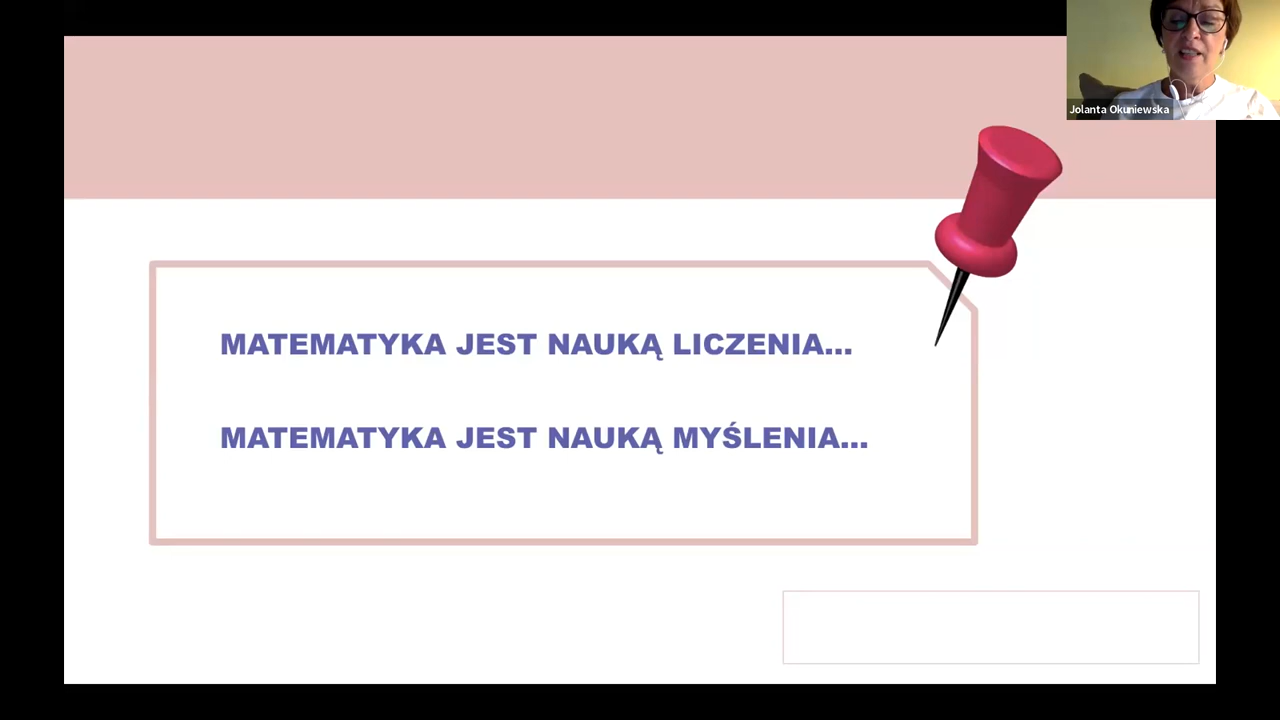 Jolanta Okuniewska
MATEMATYKA JEST NAUKĄ LICZENIA...
MATEMATYKA JEST NAUKĄ MYŚLENIA...